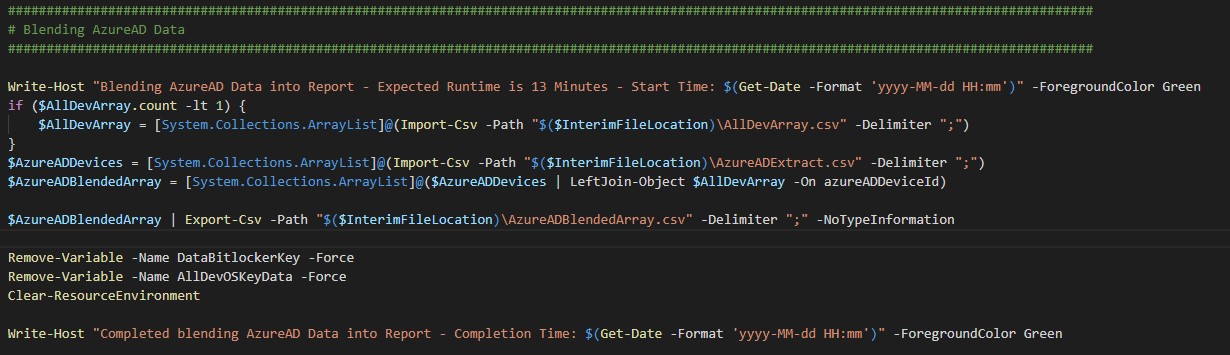 ############################################################################################################################################
# Blending AzureAD Data
############################################################################################################################################
Write-Host "Blending AzureAD Data into Report - Expected Runtime is 13 Minutes - Start Time: $(Get-Date -Format 'yyyy-MM-dd HH:mm')" -ForegroundColor Green
if ($AllDevArray.count -lt 1) {
    $AllDevArray = [System.Collections.ArrayList]@(Import-Csv -Path "$($InterimFileLocation)\AllDevArray.csv" -Delimiter ";")
}
$AzureADDevices = [System.Collections.ArrayList]@(Import-Csv -Path "$($InterimFileLocation)\AzureADExtract.csv" -Delimiter ";")
$AzureADBlendedArray = [System.Collections.ArrayList]@($AzureADDevices | LeftJoin-Object $AllDevArray -On azureADDeviceId)
$AzureADBlendedArray | Export-Csv -Path "$($InterimFileLocation)\AzureADBlendedArray.csv" -Delimiter ";" -NoTypeInformation
Remove-Variable -Name DataBitlockerKey -Force
Remove-Variable -Name AllDevOSKeyData -Force
Clear-ResourceEnvironment
Write-Host "Completed blending AzureAD Data into Report - Completion Time: $(Get-Date -Format 'yyyy-MM-dd HH:mm')" -ForegroundColor Green